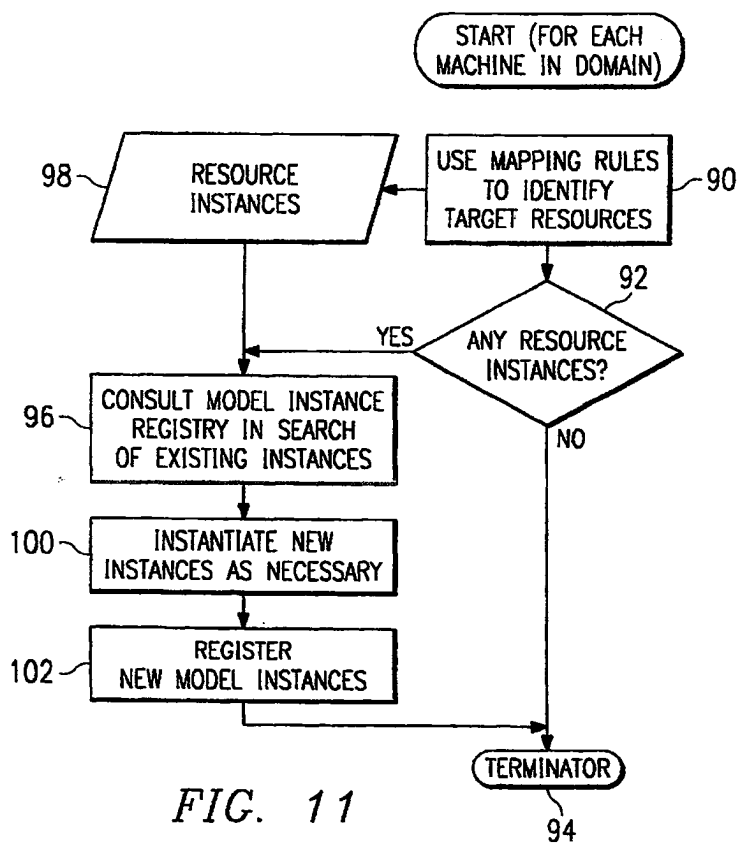 START (FOR EACH
MACHINE IN DOMAIN)
98
RESOURCE
INSTANCES
USE MAPPING RULES
TO IDENTIFY
TARGET RESOURCES
90
92
YES
ANY RESOURCE
INSTANCES?
NO
96
CONSULT MODEL INSTANCE
REGISTRY IN SEARCH
OF EXISTING INSTANCES
100
INSTANTIATE NEW
INSTANCES AS NECESSARY
102
REGISTER
NEW MODEL INSTANCES
TERMINATOR
94
FIG. 11